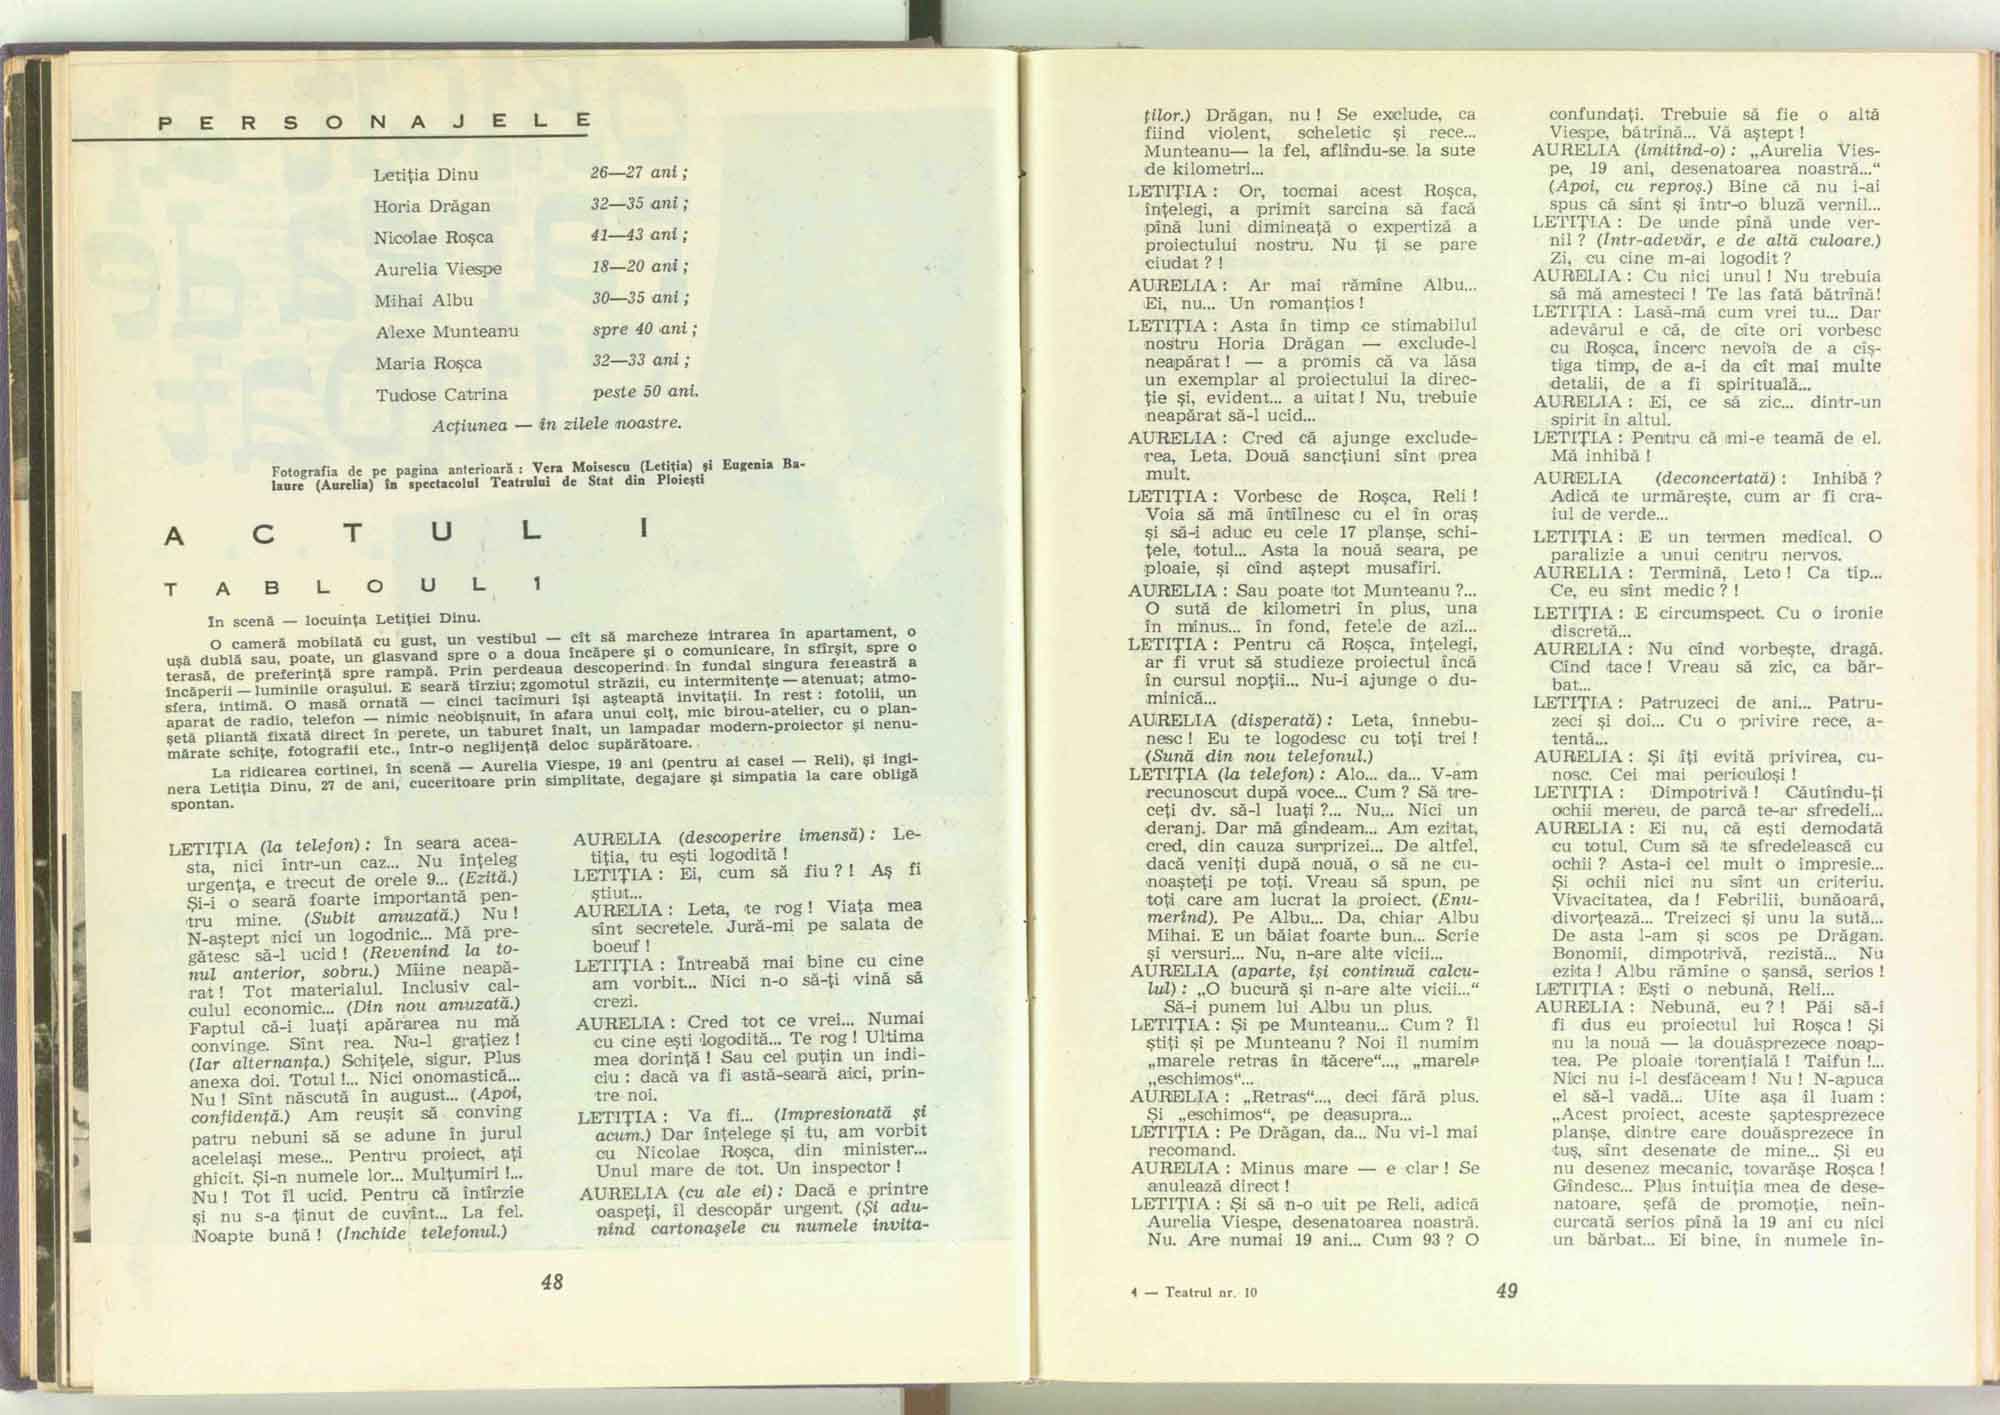 PERSONAJELE
Letiția Dinu 26—27 ani ;
Horia Drăgan 32—35 ani ;
Nicolae Roșca 41—43 ani ;
Aurelia Viespe 18—20 ani ;
Mihai Albu 30—35 ani ;
Alexe Munteanu spre 40 ani ;
Maria Roșca 32—33 ani ;
Tudose Catrina peste 50 ani.
Acțiunea — în zilele noastre.
Fotografia de pe pagina anterioară : Vera Moisescu (Letiția) și Eugenia Ba-
laure (Aurelia) în spectacolul Teatrului de Stat din Ploiești
ACTUL I
TABLOUL 1
In scenă — locuința Letiției Dinu.
O cameră mobilată cu gust, un vestibul — cît să marcheze intrarea în apartament, o
ușă dublă sau, poate, un glasvand spre o a doua încăpere și o comunicare, în sfîrșit, spre o
terasă, de preferință spre rampă. Prin perdeaua descoperind în fundal singura fereastră a
încăperii — luminile orașului. E seară tîrziu; zgomotul străzii, cu intermitențe — atenuat; atmo-
sfera, intimă. O masă ornată — cinci tacîmuri își așteaptă invitații. In rest : fotolii, un
aparat de radio, telefon — nimic neobișnuit, în afara unui colț, mic birou-atelier, cu o plan-
șetă pliantă fixată direct în perete, un taburet înalt, un lampadar modern-proiector și nenu-
mărate schițe, fotografii etc., într-o neglijență deloc supărătoare.
La ridicarea cortinei, în scenă — Aurelia Viespe, 19 ani (pentru ai casei — Reli), și ingi-
nera Letiția Dinu, 27 de ani, cuceritoare prin simplitate, degajare și simpatia la care obligă
spontan.
LETIȚIA (la telefon) : În seara acea-
sta, nici într-un caz... Nu înțeleg
urgența, e trecut de orele 9... (Ezită.)
Și-i o seară foarte importantă pen-
tru mine. (Subit amuzată.) Nu !
N-aștept nici un logodnic... Mă pre-
gătesc să-l ucid ! (Revenind la to-
nul anterior, sobru.) Mîine neapă-
rat ! Tot materialul. Inclusiv cal-
culul economic... (Din nou amuzată.)
Faptul că-i luați apărarea nu mă
convinge. Sînt rea. Nu-l grațiez !
(Iar alternanța.) Schițele, sigur. Plus
anexa doi. Totul !... Nici onomastică...
Nu ! Sînt născută în august... (Apoi,
confidență.) Am reușit să conving
patru nebuni să se adune în jurul
aceleiași mese... Pentru proiect, ați
ghicit. Și-n numele lor... Mulțumiri !...
Nu ! Tot îl ucid. Pentru că întîrzie
și nu s-a ținut de cuvînt... La fel.
Noapte bună ! (Închide telefonul.)
AURELIA (descoperire imensă) : Le-
tiția, tu ești logodită !
LETIȚIA : Ei, cum să fiu ? ! Aș fi
știut...
AURELIA : Leta, te rog ! Viața mea
sînt secretele. Jură-mi pe salata de
boeuf !
LETIȚIA : Întreabă mai bine cu cine
am vorbit... Nici n-o să-ți vină să
crezi.
AURELIA : Cred tot ce vrei... Numai
cu cine ești logodită... Te rog ! Ultima
mea dorință ! Sau cel puțin un indi-
ciu : dacă va fi astă-seară aici, prin-
tre noi.
LETIȚIA : Va fi... (Impresionată și
acum.) Dar înțelege și tu, am vorbit
cu Nicolae Roșca, din minister...
Unul mare de tot. Un inspector !
AURELIA (cu ale ei) : Dacă e printre
oaspeți, îl descopăr urgent. (Și adu-
nînd cartonașele cu numele invita-
48
ților.) Drăgan, nu ! Se exclude, ca
fiind violent, scheletic și rece...
Munteanu— la fel, aflîndu-se la sute
de kilometri...
LETIȚIA : Or, tocmai acest Roșca,
înțelegi, a primit sarcina să facă
pînă luni dimineață o expertiză a
proiectului nostru. Nu ți se pare
ciudat ? !
AURELIA : Ar mai rămîne Albu...
Ei, nu... Un romanțios !
LETIȚIA : Asta în timp ce stimabilul
nostru Horia Drăgan — exclude-l
neapărat ! — a promis că va lăsa
un exemplar al proiectului la direc-
ție și, evident... a uitat ! Nu, trebuie
neapărat să-l ucid...
AURELIA : Cred că ajunge exclude-
rea, Leta. Două sancțiuni sînt prea
mult.
LETIȚIA : Vorbesc de Roșca, Reli !
Voia să mă întîlnesc cu el în oraș
și să-i aduc eu cele 17 planșe, schi-
țele, totul... Asta la nouă seara, pe
ploaie, și cînd aștept musafiri.
AURELIA : Sau poate tot Munteanu ?...
O sută de kilometri în plus, una
în minus... în fond, fetele de azi...
LETIȚIA : Pentru că Roșca, înțelegi,
ar fi vrut să studieze proiectul încă
în cursul nopții... Nu-i ajunge o du-
minică...
AURELIA (disperată) : Leta, înnebu-
nesc ! Eu te logodesc cu toți trei !
(Sună din nou telefonul.)
LETIȚIA (la telefon) : Alo... da... V-am
recunoscut după voce... Cum ? Să tre-
ceți dv. să-l luați ?... Nu... Nici un
deranj. Dar mă gîndeam... Am ezitat,
cred, din cauza surprizei... De altfel,
dacă veniți după nouă, o să ne cu-
noașteți pe toți. Vreau să spun, pe
toți care am lucrat la proiect. (Enu-
merînd). Pe Albu... Da, chiar Albu
Mihai. E un băiat foarte bun... Scrie
și versuri... Nu, n-are alte vicii...
AURELIA (aparte, își continuă calcu-
lul) : „O bucură și n-are alte vicii..."
Să-i punem lui Albu un plus.
LETIȚIA : Și pe Munteanu... Cum ? Îl
știți și pe Munteanu ? Noi îl numim
„marele retras în tăcere"..., „marele
„eschimos"...
AURELIA : „Retras"..., deci fără plus.
Și „eschimos", pe deasupra...
LETIȚIA : Pe Drăgan, da... Nu vi-l mai
recomand.
AURELIA : Minus mare — e clar ! Se
anulează direct !
LETIȚIA : Și să n-o uit pe Reli, adică
Aurelia Viespe, desenatoarea noastră.
Nu. Are numai 19 ani... Cum 93 ? O
4 — Teatrul nr. 10
confundați. Trebuie să fie o altă
Viespe, bătrînă... Vă aștept !
AURELIA (imitînd-o) : „Aurelia Vies-
pe, 19 ani, desenatoarea noastră..."
(Apoi, cu reproș.) Bine că nu i-ai
spus că sînt și într-o bluză vernil...
LETIȚIA : De unde pînă unde ver-
nil ? (Într-adevăr, e de altă culoare.)
Zi, cu cine m-ai logodit ?
AURELIA : Cu nici unul ! Nu trebuia
să mă amesteci ! Te las fată bătrînă!
LETIȚIA : Lasă-mă cum vrei tu... Dar
adevărul e că, de cîte ori vorbesc
cu Roșca, încerc nevoia de a cîș-
tiga timp, de a-i da cît mai multe
detalii, de a fi spirituală...
AURELIA : Ei, ce să zic... dintr-un
spirit în altul.
LETIȚIA : Pentru că mi-e teamă de el.
Mă inhibă !
AURELIA (deconcertată) : Inhibă ?
Adică te urmărește, cum ar fi cra-
iul de verde...
LETIȚIA : E un termen medical. O
paralizie a unui centru nervos.
AURELIA : Termină, Leto ! Ca tip...
Ce, eu sînt medic ? !
LETIȚIA : E circumspect. Cu o ironie
discretă...
AURELIA : Nu cînd vorbește, dragă.
Cînd tace ! Vreau să zic, ca băr-
bat...
LETIȚIA : Patruzeci de ani... Patru-
zeci și doi... Cu o privire rece, a-
tentă...
AURELIA : Și îți evită privirea, cu-
nosc. Cei mai periculoși !
LETIȚIA : Dimpotrivă ! Căutîndu-ți
ochii mereu, de parcă te-ar sfredeli...
AURELIA : Ei nu, că ești demodată
cu totul. Cum să te sfredelească cu
ochii ? Asta-i cel mult o impresie...
Și ochii nici nu sînt un criteriu.
Vivacitatea, da ! Febrilii, bunăoară,
divorțează... Treizeci și unu la sută...
De asta l-am și scos pe Drăgan.
Bonomii, dimpotrivă, rezistă... Nu
ezita ! Albu rămîne o șansă, serios !
LETIȚIA : Ești o nebună, Reli...
AURELIA : Nebună, eu ? ! Păi să-i
fi dus eu proiectul lui Roșca ! Și
nu la nouă — la douăsprezece noap-
tea. Pe ploaie torențială ! Taifun !...
Nici nu i-l desfăceam ! Nu ! N-apuca
el să-l vadă... Uite așa îl luam :
„Acest proiect, aceste șaptesprezece
planșe, dintre care douăsprezece în
tuș, sînt desenate de mine... Și eu
nu desenez mecanic, tovarășe Roșca !
Gîndesc... Plus intuiția mea de dese-
natoare, șefă de promoție, neîn-
curcată serios pînă la 19 ani cu nici
un bărbat... Ei bine, în numele în-
49